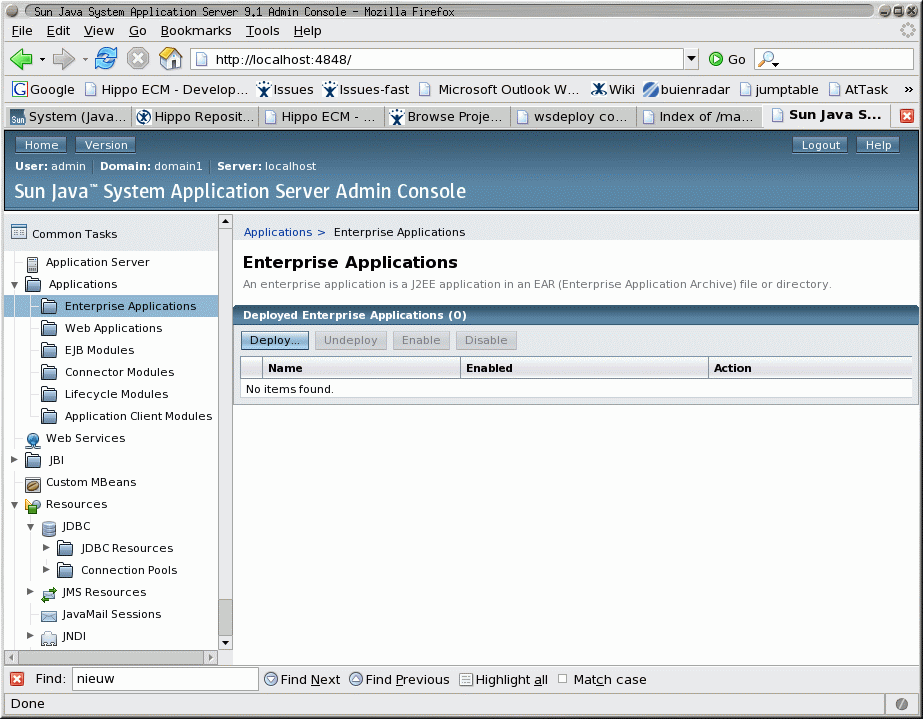 Sun Java System Application Server 9.1 Admin Console - Mozilla Firefox
File Edit View Go Bookmarks Tools Help
http://localhost:4848/ Go
Google Hippo ECM - Develop... Issues Issues-fast Microsoft Outlook W... Wiki buienradar jumptable AtTask »
Sun System (Java... Hippo Reposit... Hippo ECM - ... Browse Proje... wsdeploy co... Index of /ma... Sun Java S...
Home Version Logout Help
User: admin Domain: domain1 Server: localhost
Sun Java™ System Application Server Admin Console
Common Tasks
Application Server
Applications
Enterprise Applications
Web Applications
EJB Modules
Connector Modules
Lifecycle Modules
Application Client Modules
Web Services
JBI
Custom MBeans
Resources
JDBC
JDBC Resources
Connection Pools
JMS Resources
JavaMail Sessions
JNDI
Applications > Enterprise Applications
Enterprise Applications
An enterprise application is a J2EE application in an EAR (Enterprise Application Archive) file or directory.
Deployed Enterprise Applications (0)
Deploy... Undeploy Enable Disable
Name Enabled Action
No items found.
Find: nieuw Find Next Find Previous Highlight all Match case
Done